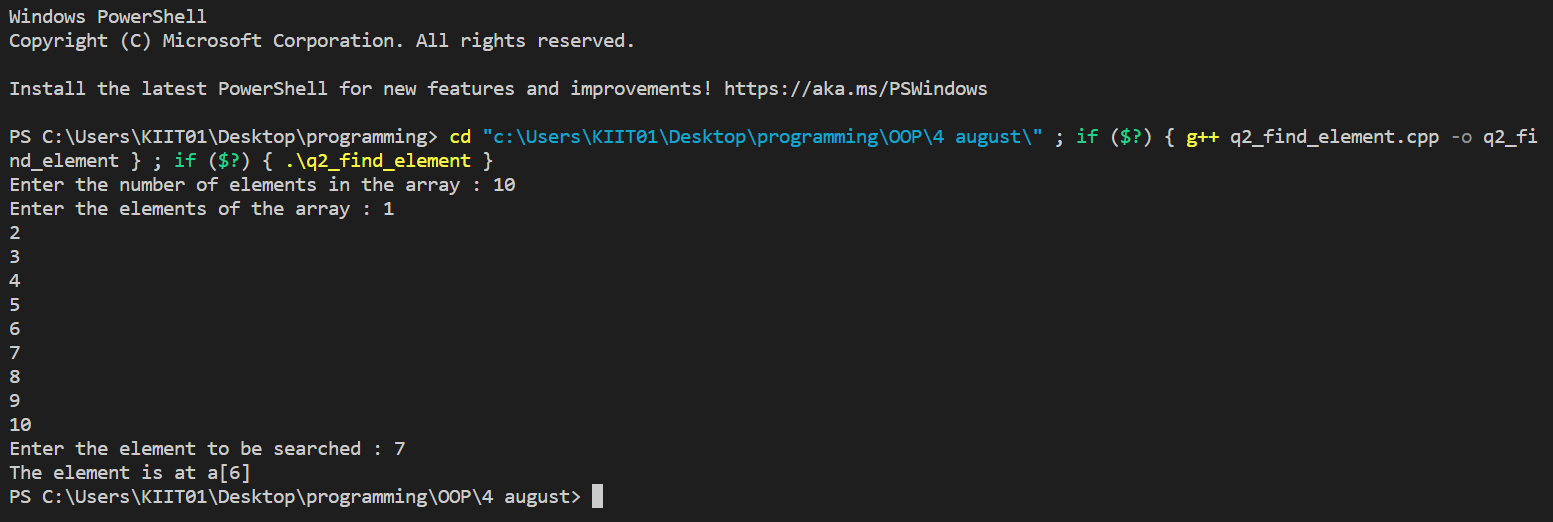 Windows PowerShell
Copyright (C) Microsoft Corporation. All rights reserved.
Install the latest PowerShell for new features and improvements! https://aka.ms/PSWindows
PS C:\Users\KIIT01\Desktop\programming> cd "c:\Users\KIIT01\Desktop\programming\OOP\4 august\" ; if ($?) { g++ q2_find_element.cpp -o q2_fi
nd_element } ; if ($?) { .\q2_find_element }
Enter the number of elements in the array : 10
Enter the elements of the array : 1
2
3
4
5
6
7
8
9
10
Enter the element to be searched : 7
The element is at a[6]
PS C:\Users\KIIT01\Desktop\programming\OOP\4 august>